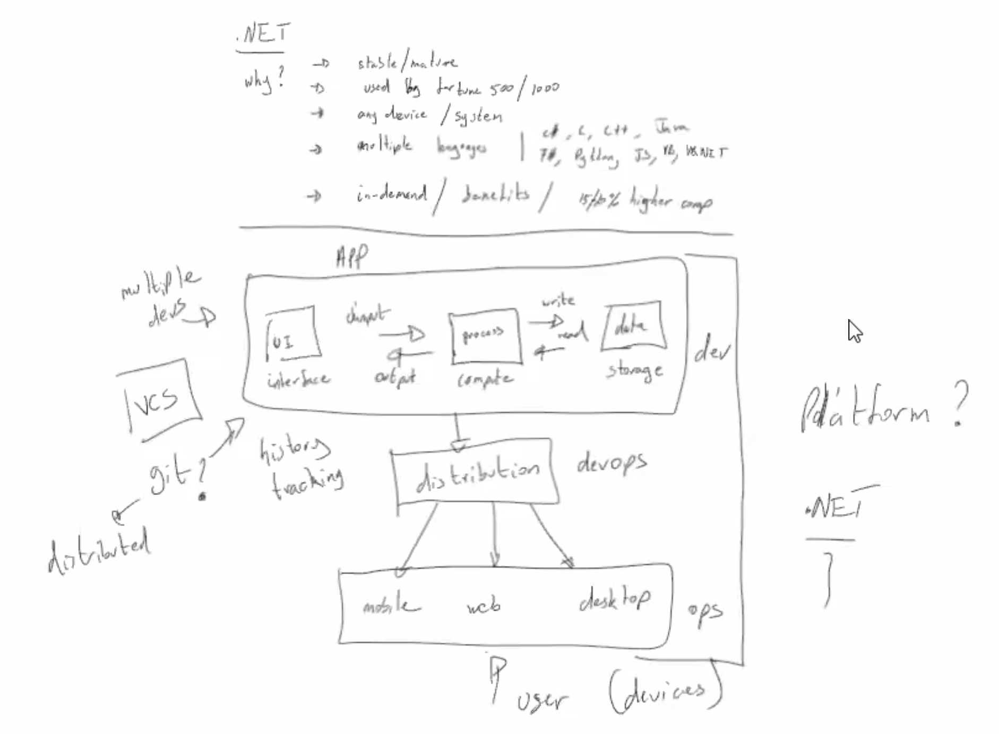 .NET
why?
→ stable/mature
→ used by fortune 500/1000
→ any device / system
→ multiple languages | C#, C, C++, Java
F#, Python, JS, VB, VB.NET
→ in-demand / benefits / higher comp
APP
multiple
devs
UI
interface
input
output
process
compute
write
read
data
storage
dev
VCS
git?
distributed
history
tracking
distribution
devops
mobile web desktop
ops
user (devices)
Platform?
.NET